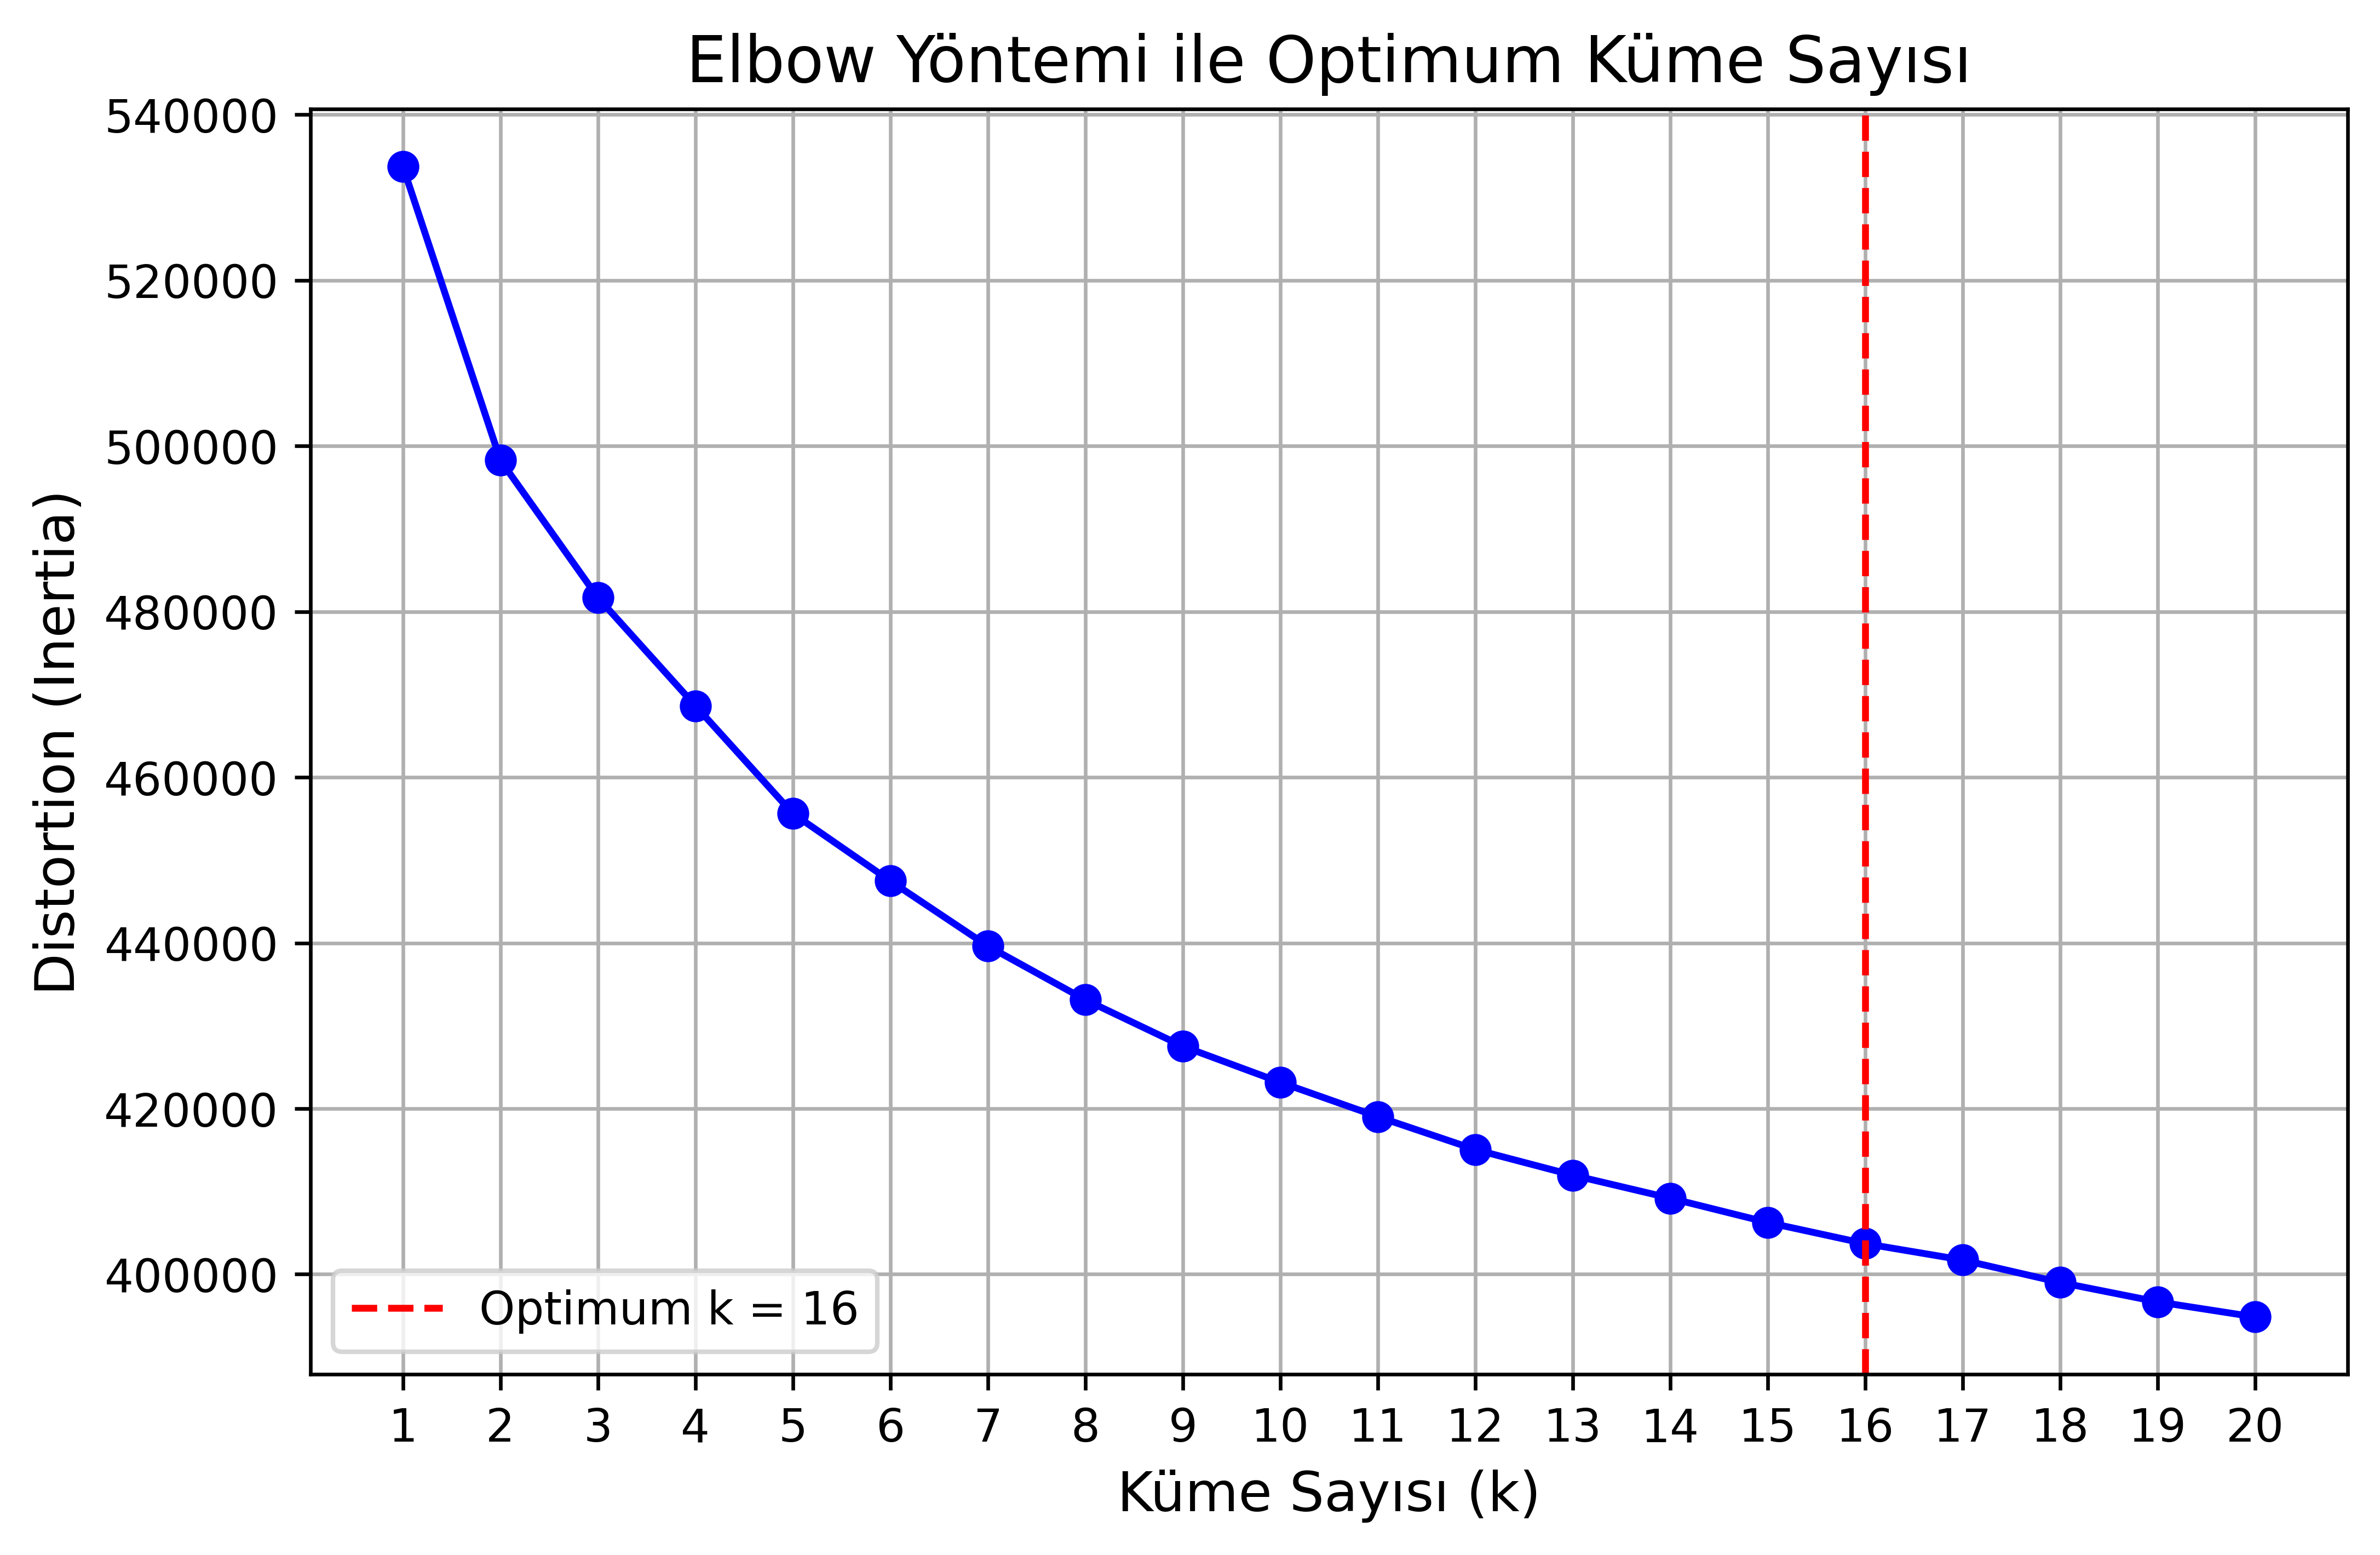 Elbow Yöntemi ile Optimum Küme Sayısı
540000
520000
500000
480000
460000
440000
420000
400000
Distortion (Inertia)
Optimum k = 16
1 2 3 4 5 6 7 8 9 10 11 12 13 14 15 16 17 18 19 20
Küme Sayısı (k)